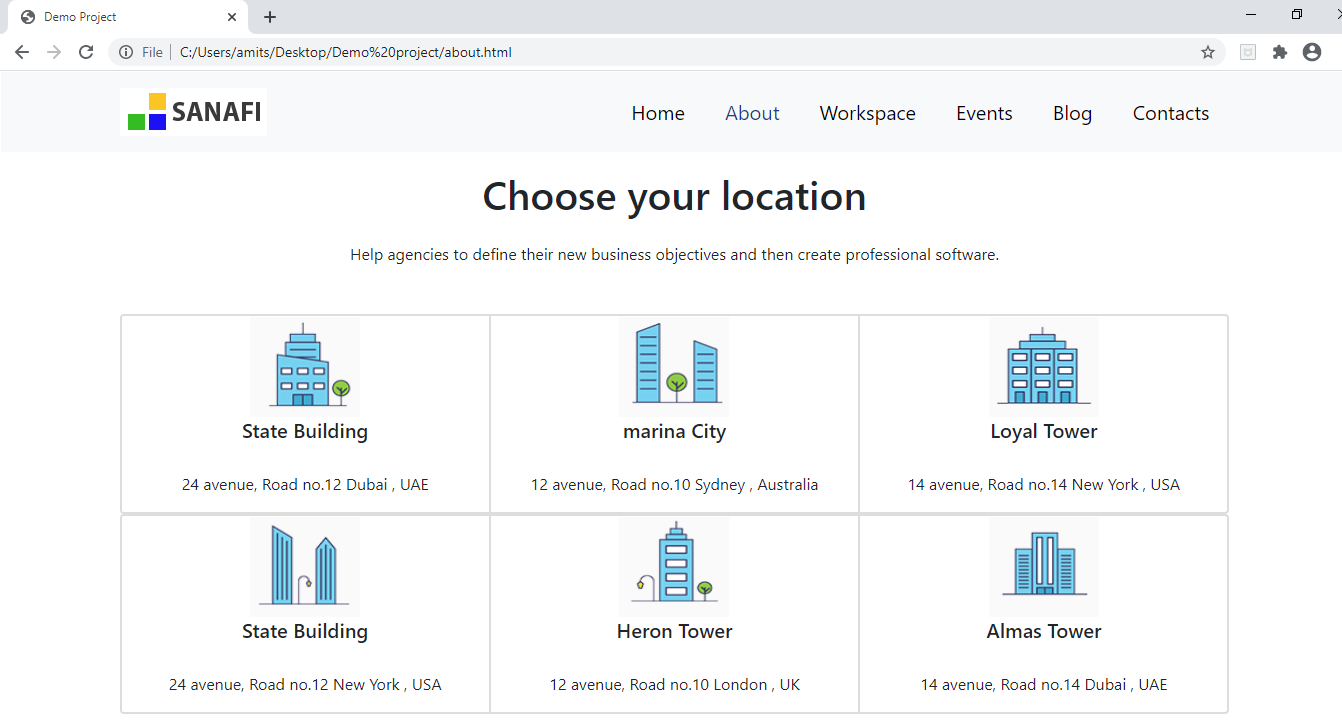 Demo Project
File
C:/Users/amits/Desktop/Demo%20project/about.html
SANAFI
Home About Workspace Events Blog Contacts
Choose your location
Help agencies to define their new business objectives and then create professional software.
State Building
24 avenue, Road no.12 Dubai , UAE
marina City
12 avenue, Road no.10 Sydney , Australia
Loyal Tower
14 avenue, Road no.14 New York , USA
State Building
24 avenue, Road no.12 New York , USA
Heron Tower
12 avenue, Road no.10 London , UK
Almas Tower
14 avenue, Road no.14 Dubai , UAE